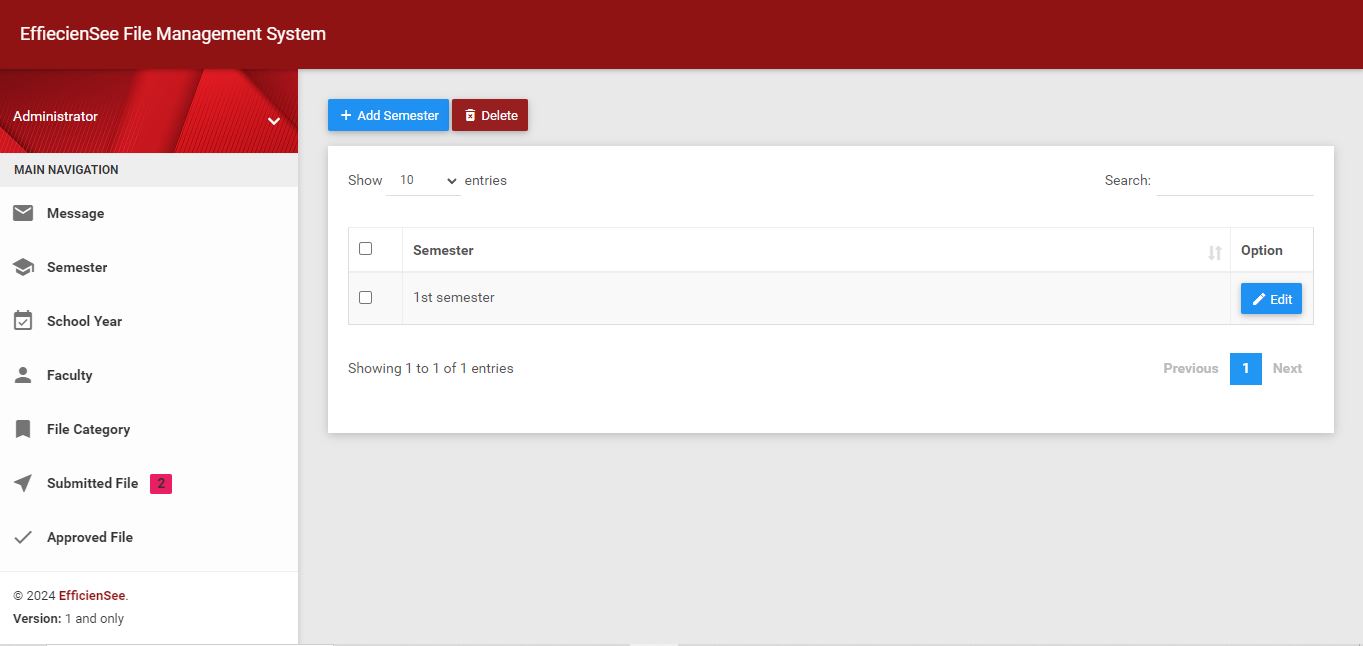 EffiecienSee File Management System
Administrator
MAIN NAVIGATION
Message
Semester
School Year
Faculty
File Category
Submitted File 2
Approved File
© 2024 EfficienSee.
Version: 1 and only
+ Add Semester Delete
Show 10 entries Search:
Semester Option
1st semester Edit
Showing 1 to 1 of 1 entries Previous 1 Next